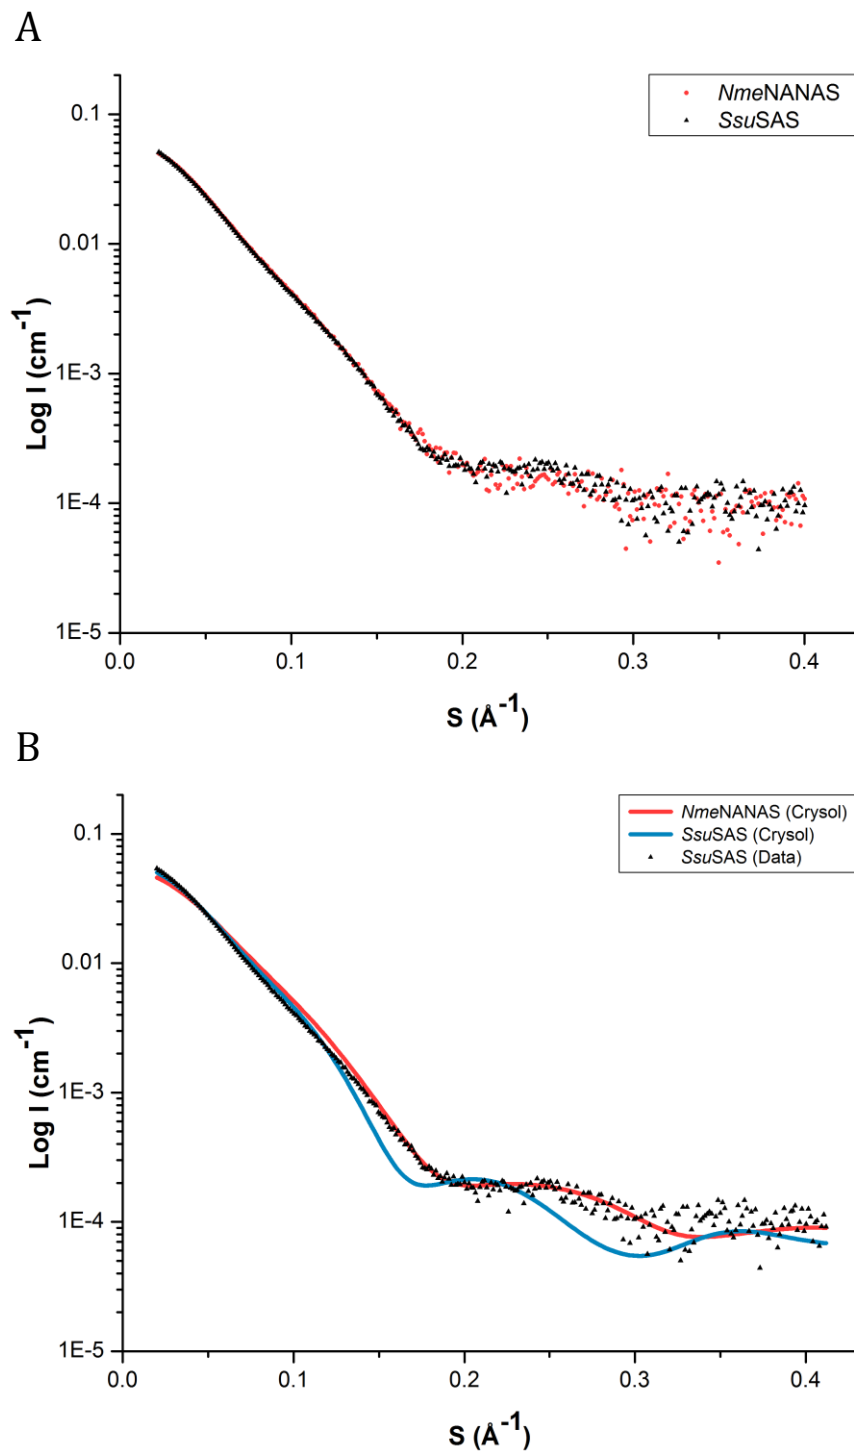 A
0.1
0.01
1E-3
1E-4
1E-5
Log I (cm⁻¹)
NmeNANAS
SsuSAS
0.0 0.1 0.2 0.3 0.4
S (Å⁻¹)
B
0.1
0.01
1E-3
1E-4
1E-5
Log I (cm⁻¹)
NmeNANAS (Crysol)
SsuSAS (Crysol)
SsuSAS (Data)
0.0 0.1 0.2 0.3 0.4
S (Å⁻¹)